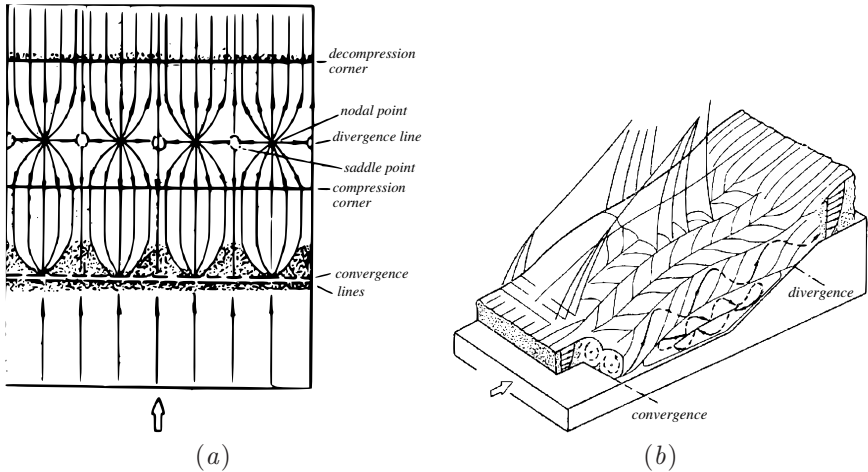 decompression
corner
nodal point
divergence line
saddle point
compression
corner
convergence
lines
(a)
divergence
convergence
(b)